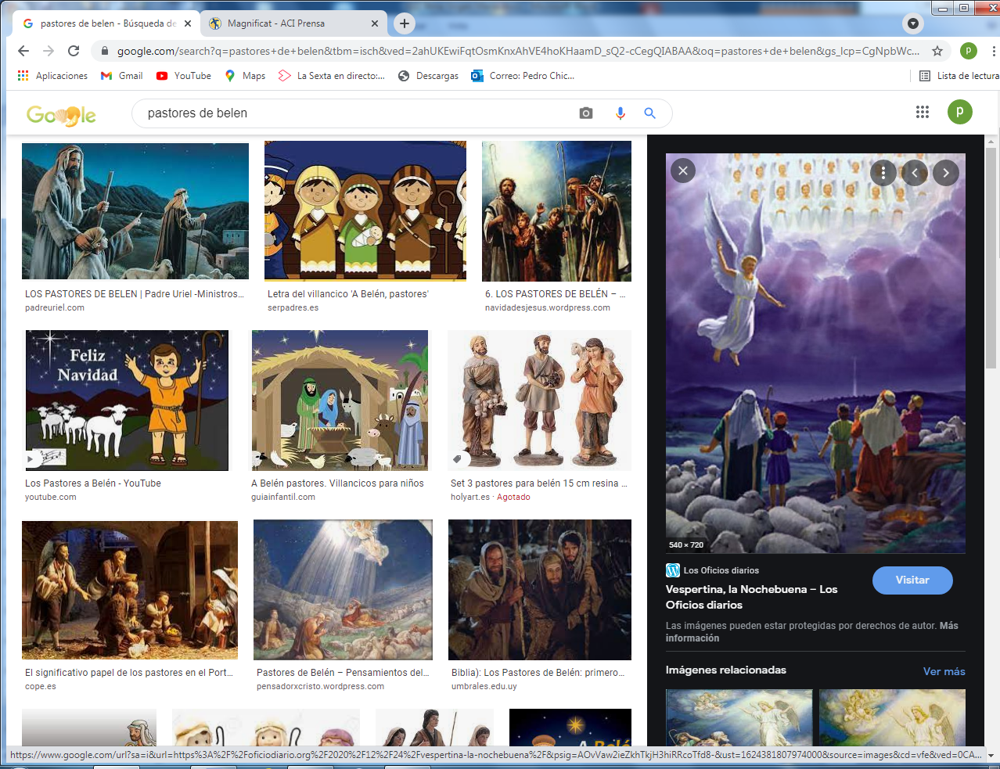 pastores de belen - Búsqueda de
Magnificat - ACI Prensa
google.com/search?q=pastores+de+belen&tbm=isch&ved=2ahUKEwiFqtOsmKnxAhVE4hoKHaamD_sQ2-cCegQIABAA&oq=pastores+de+belen&gs_lcp=CgNpbWc...
p
Aplicaciones
Gmail
YouTube
Maps
La Sexta en directo:...
Descargas
Correo: Pedro Chic...
Lista de lectura
Google
pastores de belen
p
LOS PASTORES DE BELEN | Padre Uriel -Ministros...
padreuriel.com
Letra del villancico 'A Belén, pastores'
serpadres.es
6. LOS PASTORES DE BELÉN – ...
navidadesjesus.wordpress.com
Feliz
Navidad
Los Pastores a Belén - YouTube
youtube.com
A Belén pastores. Villancicos para niños
guiainfantil.com
Set 3 pastores para belén 15 cm resina ...
holyart.es · Agotado
El significativo papel de los pastores en el Port...
cope.es
Pastores de Belén – Pensamientos del...
pensadorxcristo.wordpress.com
Biblia): Los Pastores de Belén: primero...
umbrales.edu.uy
A Belé
540 × 720
Los Oficios diarios
Vespertina, la Nochebuena – Los
Oficios diarios
Visitar
Las imágenes pueden estar protegidas por derechos de autor. Más
información
Imágenes relacionadas
Ver más
https://www.google.com/url?sa=i&url=https%3A%2F%2Foficiodiario.org%2F2020%2F12%2F24%2Fvespertina-la-nochebuena%2F&psig=AOvVaw2ieZkhTkjH3hiRRcoTfd8-&ust=1624381807974000&source=images&cd=vfe&ved=0CA...